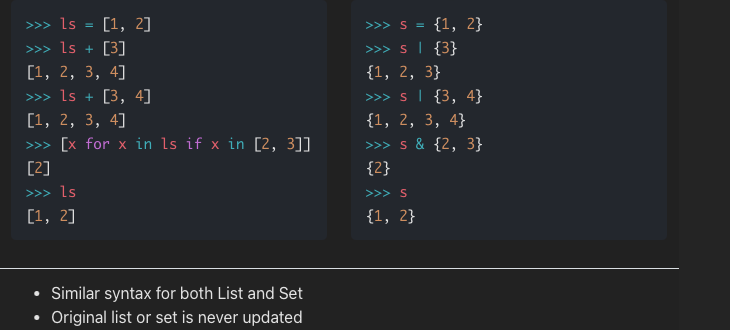 >>> ls = [1, 2]
>>> ls + [3]
[1, 2, 3, 4]
>>> ls + [3, 4]
[1, 2, 3, 4]
>>> [x for x in ls if x in [2, 3]]
[2]
>>> ls
[1, 2]
>>> s = {1, 2}
>>> s | {3}
{1, 2, 3}
>>> s | {3, 4}
{1, 2, 3, 4}
>>> s & {2, 3}
{2}
>>> s
{1, 2}
• Similar syntax for both List and Set
• Original list or set is never updated